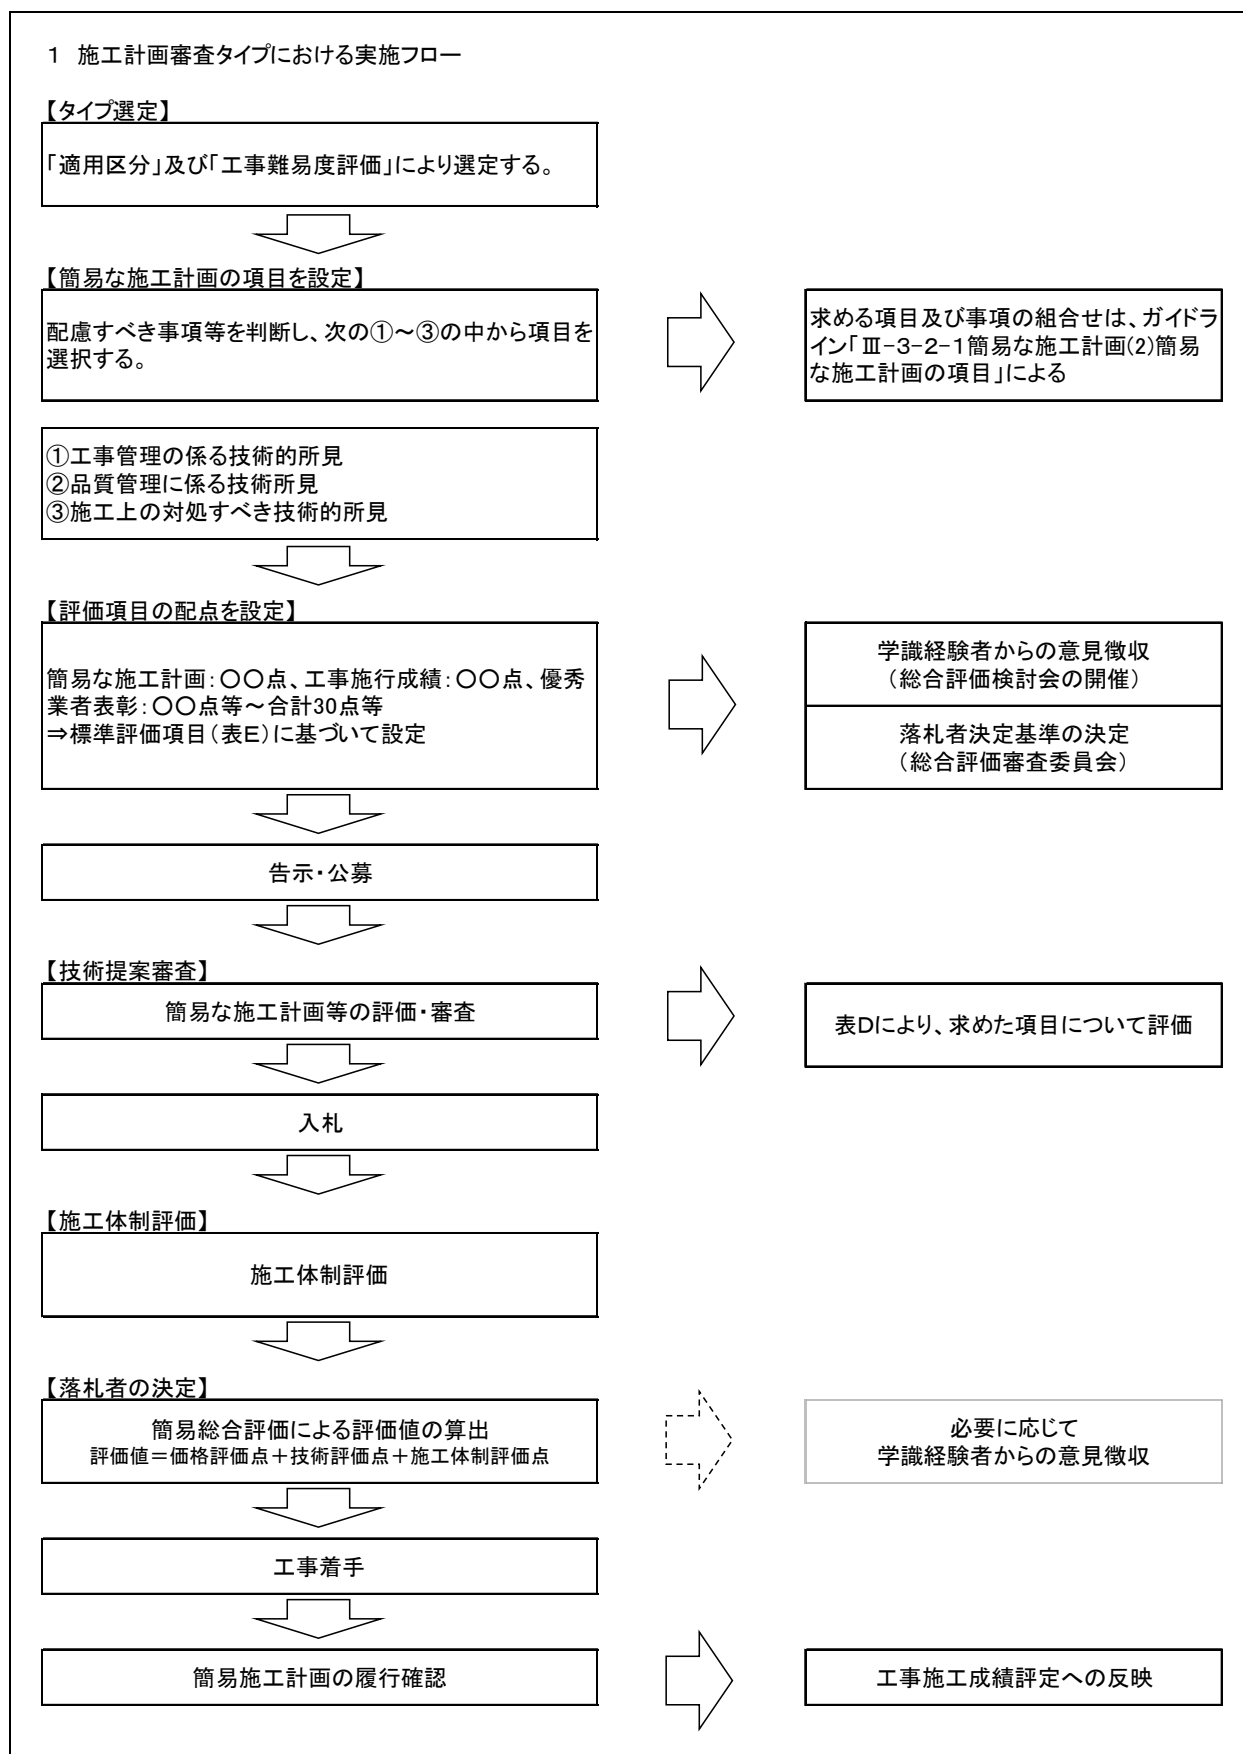 １ 施工計画審査タイプにおける実施フロー
【タイプ選定】
「適用区分」及び「工事難易度評価」により選定する。
【簡易な施工計画の項目を設定】
配慮すべき事項等を判断し、次の①～③の中から項目を
選択する。
求める項目及び事項の組合せは、ガイドラ
イン「Ⅲ-3-2-1簡易な施工計画(2)簡易
な施工計画の項目」による
①工事管理の係る技術的所見
②品質管理に係る技術所見
③施工上の対処すべき技術的所見
【評価項目の配点を設定】
簡易な施工計画：〇〇点、工事施行成績：〇〇点、優秀
業者表彰：〇〇点等～合計30点等
⇒標準評価項目（表E）に基づいて設定
学識経験者からの意見徴収
（総合評価検討会の開催）
落札者決定基準の決定
（総合評価審査委員会）
告示・公募
【技術提案審査】
簡易な施工計画等の評価・審査
表Dにより、求めた項目について評価
入札
【施工体制評価】
施工体制評価
【落札者の決定】
簡易総合評価による評価値の算出
評価値＝価格評価点＋技術評価点＋施工体制評価点
必要に応じて
学識経験者からの意見徴収
工事着手
簡易施工計画の履行確認
工事施工成績評定への反映